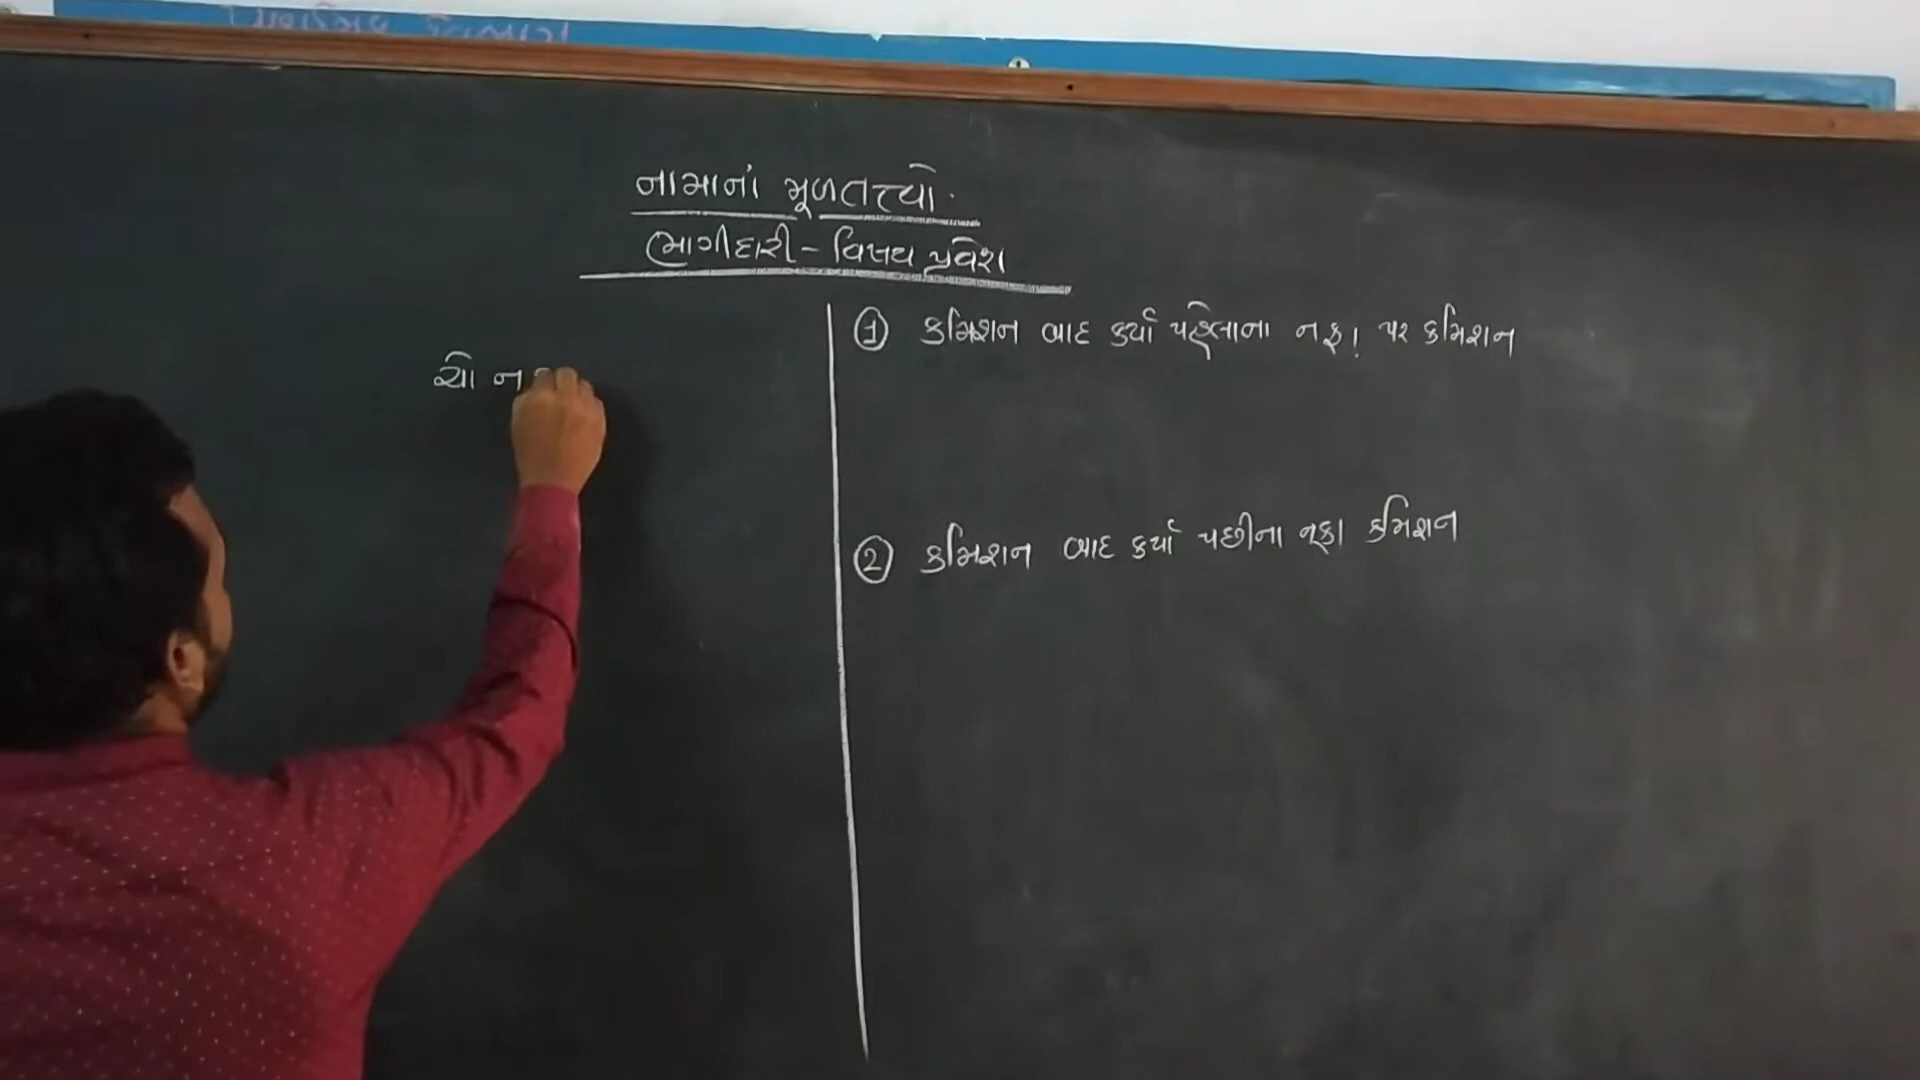 નામાનાં મૂળતત્ત્વો.
ભાગીદારી - વિષય પ્રવેશ
ચો ન
① કમિશન બાદ કર્યા પહેલાના નફા પર કમિશન
② કમિશન બાદ કર્યા પછીના નફા કમિશન